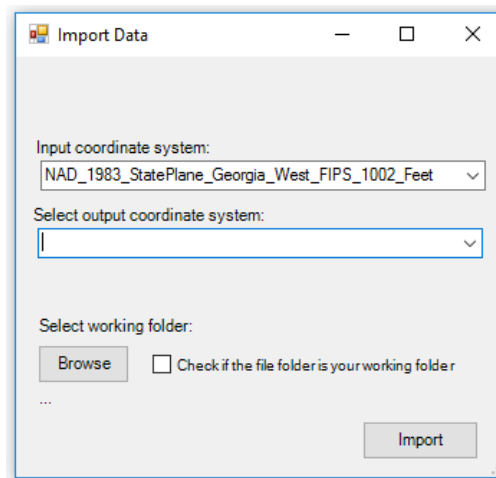 Import Data
Input coordinate system:
NAD_1983_StatePlane_Georgia_West_FIPS_1002_Feet
Select output coordinate system:
Select working folder:
Browse Check if the file folder is your working folder
...
Import